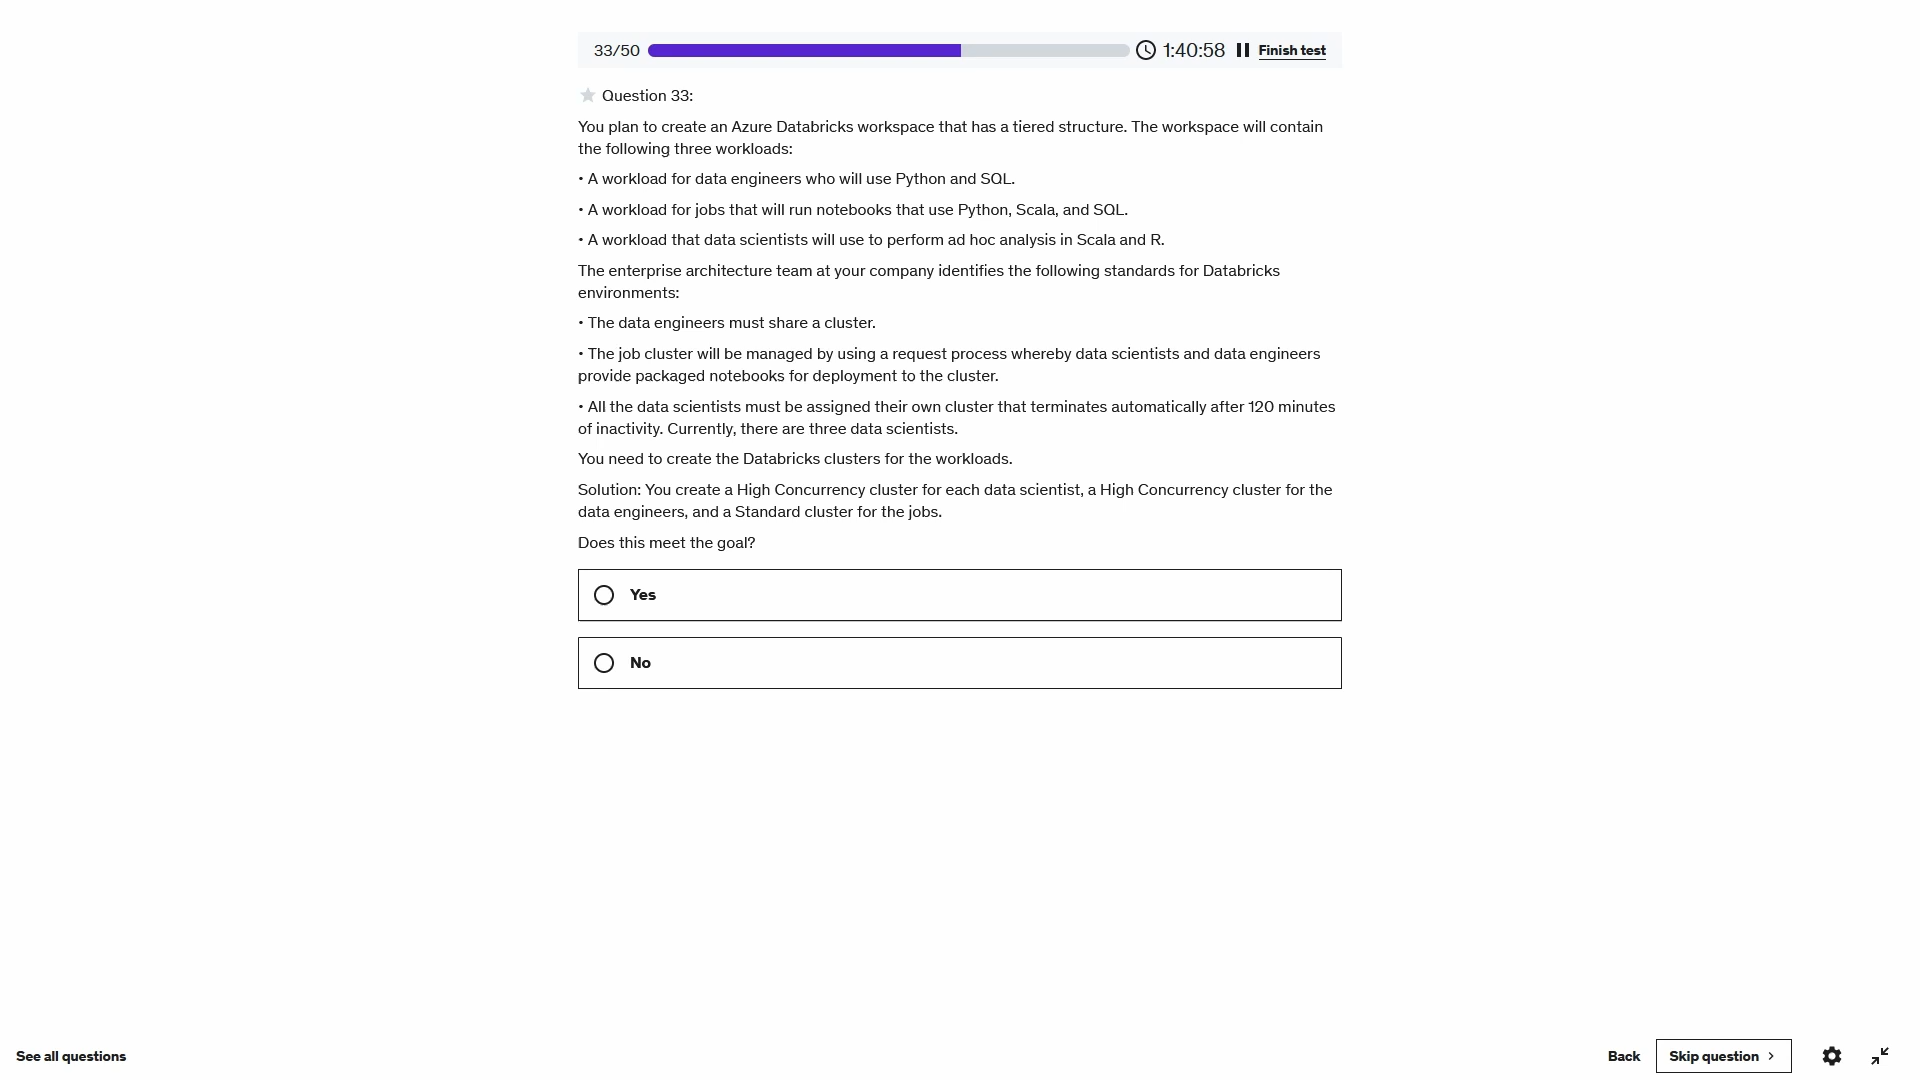 33/50
1:40:58
Finish test
Question 33:
You plan to create an Azure Databricks workspace that has a tiered structure. The workspace will contain
the following three workloads:
• A workload for data engineers who will use Python and SQL.
• A workload for jobs that will run notebooks that use Python, Scala, and SQL.
• A workload that data scientists will use to perform ad hoc analysis in Scala and R.
The enterprise architecture team at your company identifies the following standards for Databricks
environments:
• The data engineers must share a cluster.
• The job cluster will be managed by using a request process whereby data scientists and data engineers
provide packaged notebooks for deployment to the cluster.
• All the data scientists must be assigned their own cluster that terminates automatically after 120 minutes
of inactivity. Currently, there are three data scientists.
You need to create the Databricks clusters for the workloads.
Solution: You create a High Concurrency cluster for each data scientist, a High Concurrency cluster for the
data engineers, and a Standard cluster for the jobs.
Does this meet the goal?
Yes
No
See all questions
Back
Skip question